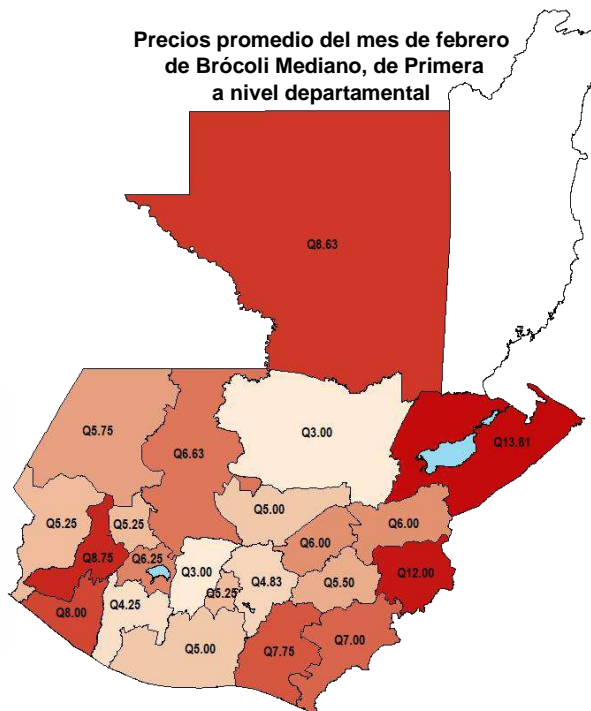 Precios promedio del mes de febrero
de Brócoli Mediano, de Primera
a nivel departamental
Q8.63
Q5.75
Q6.63
Q3.00
Q13.81
Q5.25
Q5.25
Q5.00
Q6.00
Q8.75
Q6.25
Q3.00
Q5.25
Q4.83
Q6.00
Q5.50
Q12.00
Q8.00
Q4.25
Q5.00
Q7.75
Q7.00